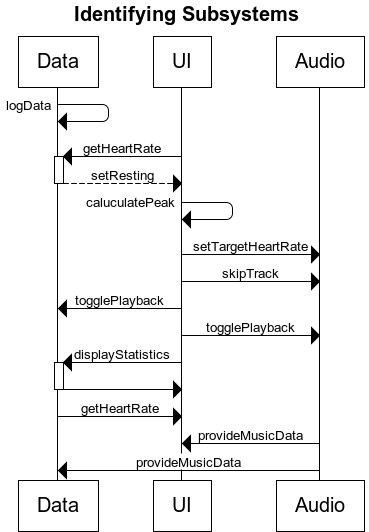 Identifying Subsystems
Data UI Audio
logData
getHeartRate
setResting
caluculatePeak
setTargetHeartRate
skipTrack
togglePlayback
togglePlayback
displayStatistics
getHeartRate
provideMusicData
provideMusicData
Data UI Audio